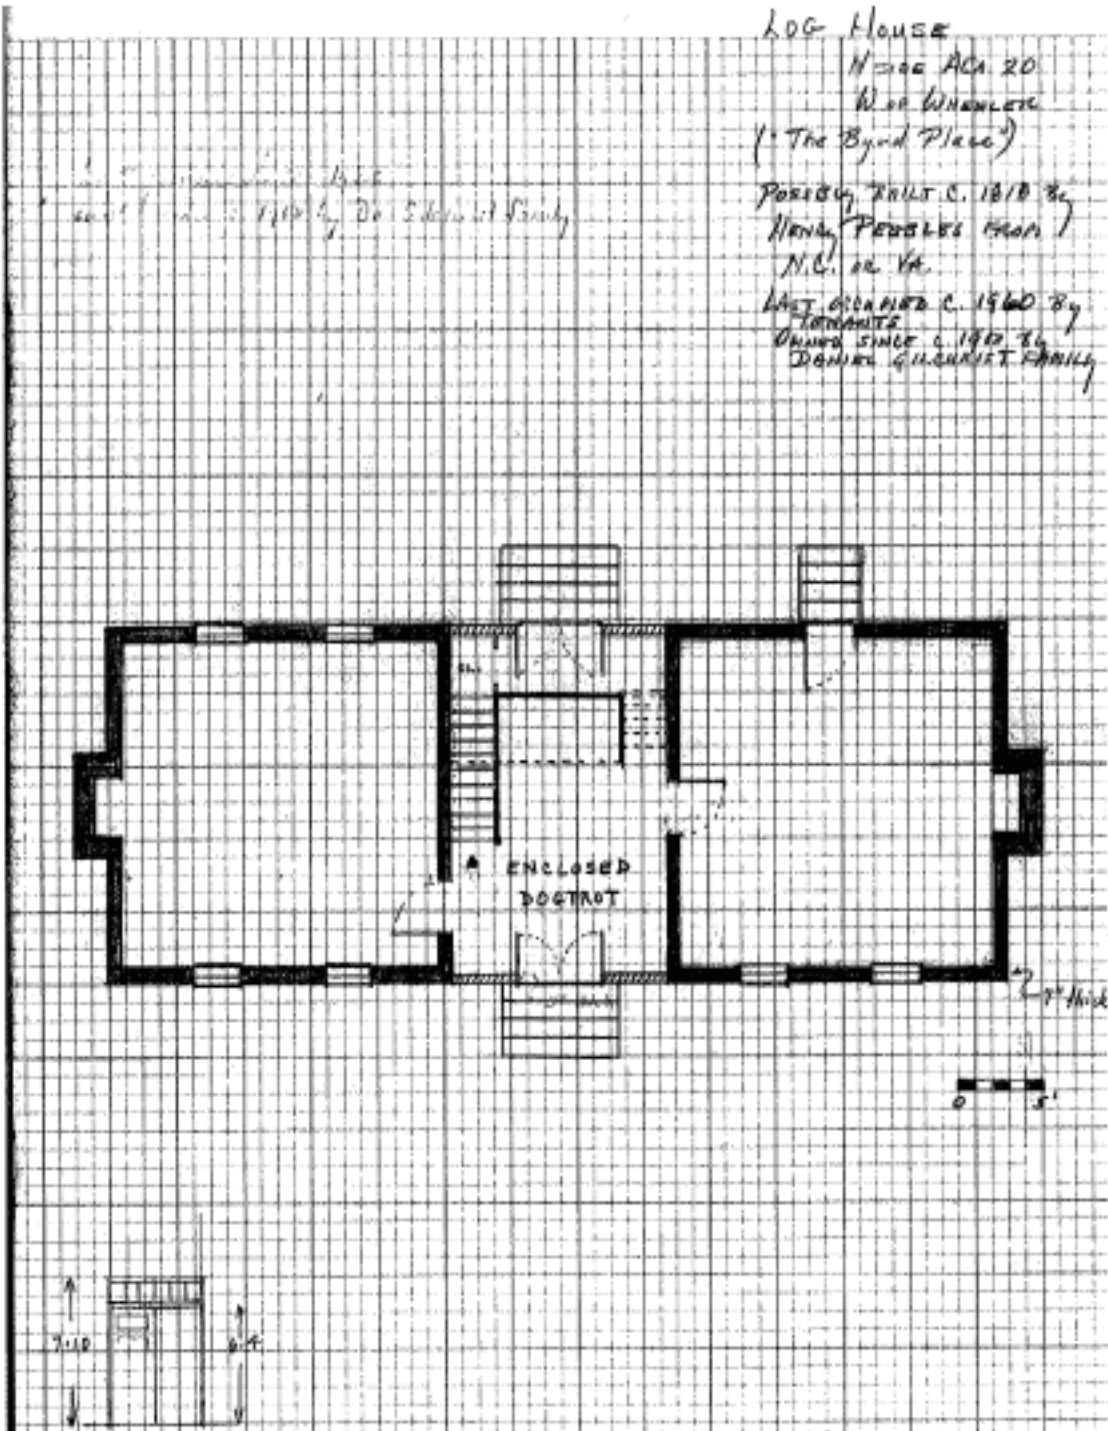 LOG HOUSE
N SIDE ALA 20
W OF WHEELER
("The Byrd Place")
POSSIBLY BUILT C. 1818 By
HENRY PEEBLES FROM
N.C. OR VA.
LAST OCCUPIED C. 1960 By
TENANTS
OWNED SINCE C. 1910 By
DANIEL GILCHRIST FAMILY
CL.
ENCLOSED
DOGTROT
thick
0 5'
7-10 6-4